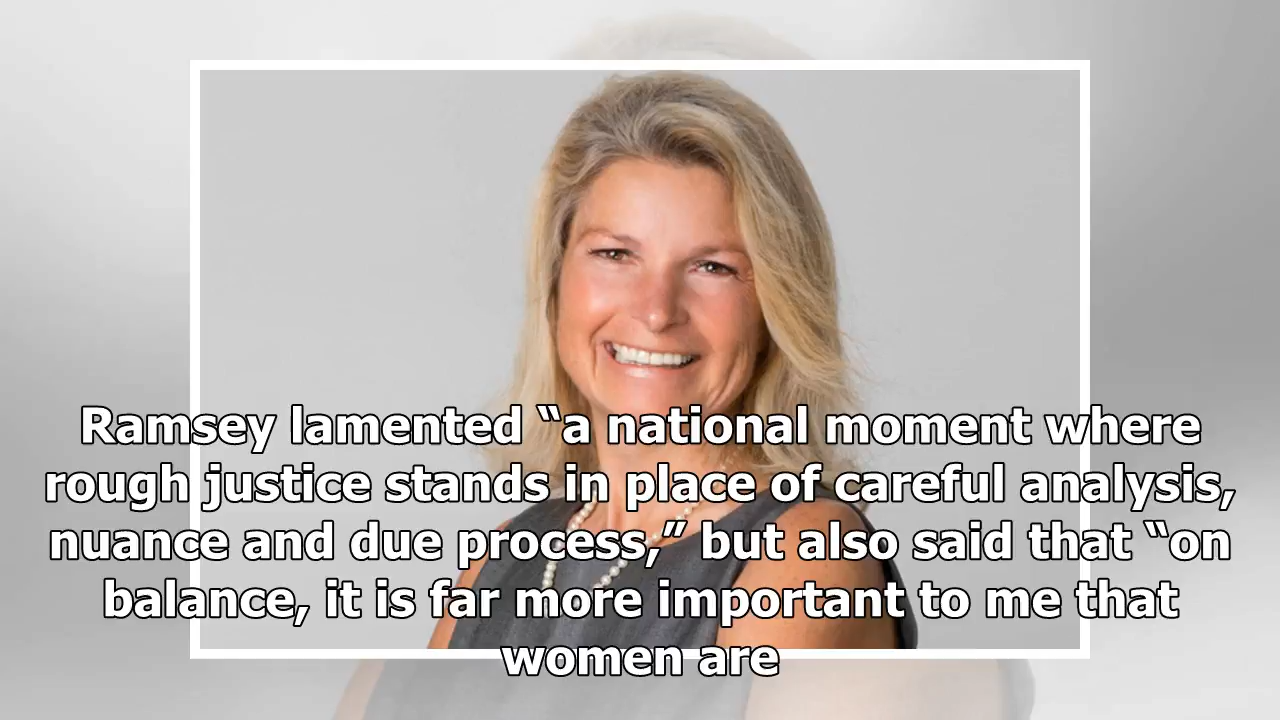 Ramsey lamented “a national moment where
rough justice stands in place of careful analysis,
nuance and due process,” but also said that “on
balance, it is far more important to me that
women are